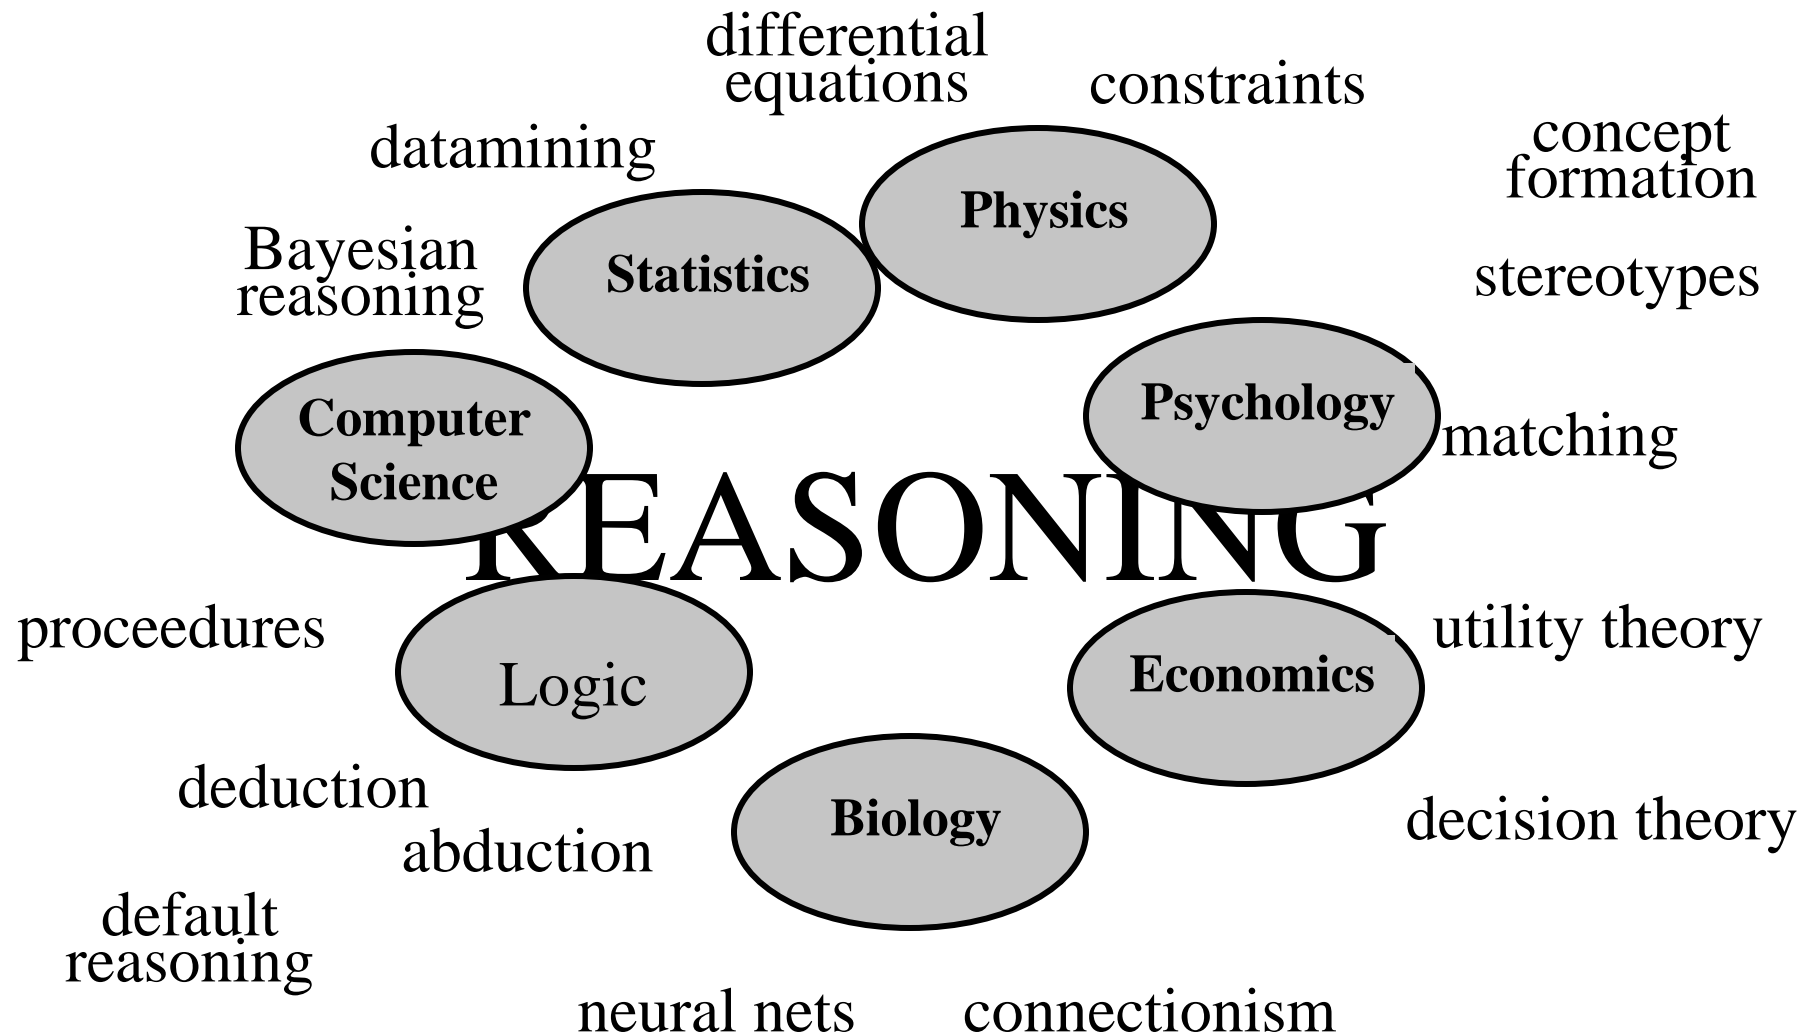 differential
equations
constraints
concept
formation
datamining
Physics
Bayesian
reasoning
Statistics
stereotypes
Computer
Science
Psychology
matching
REASONING
proceedures
utility theory
Logic
Economics
deduction
abduction
Biology
decision theory
default
reasoning
neural nets
connectionism